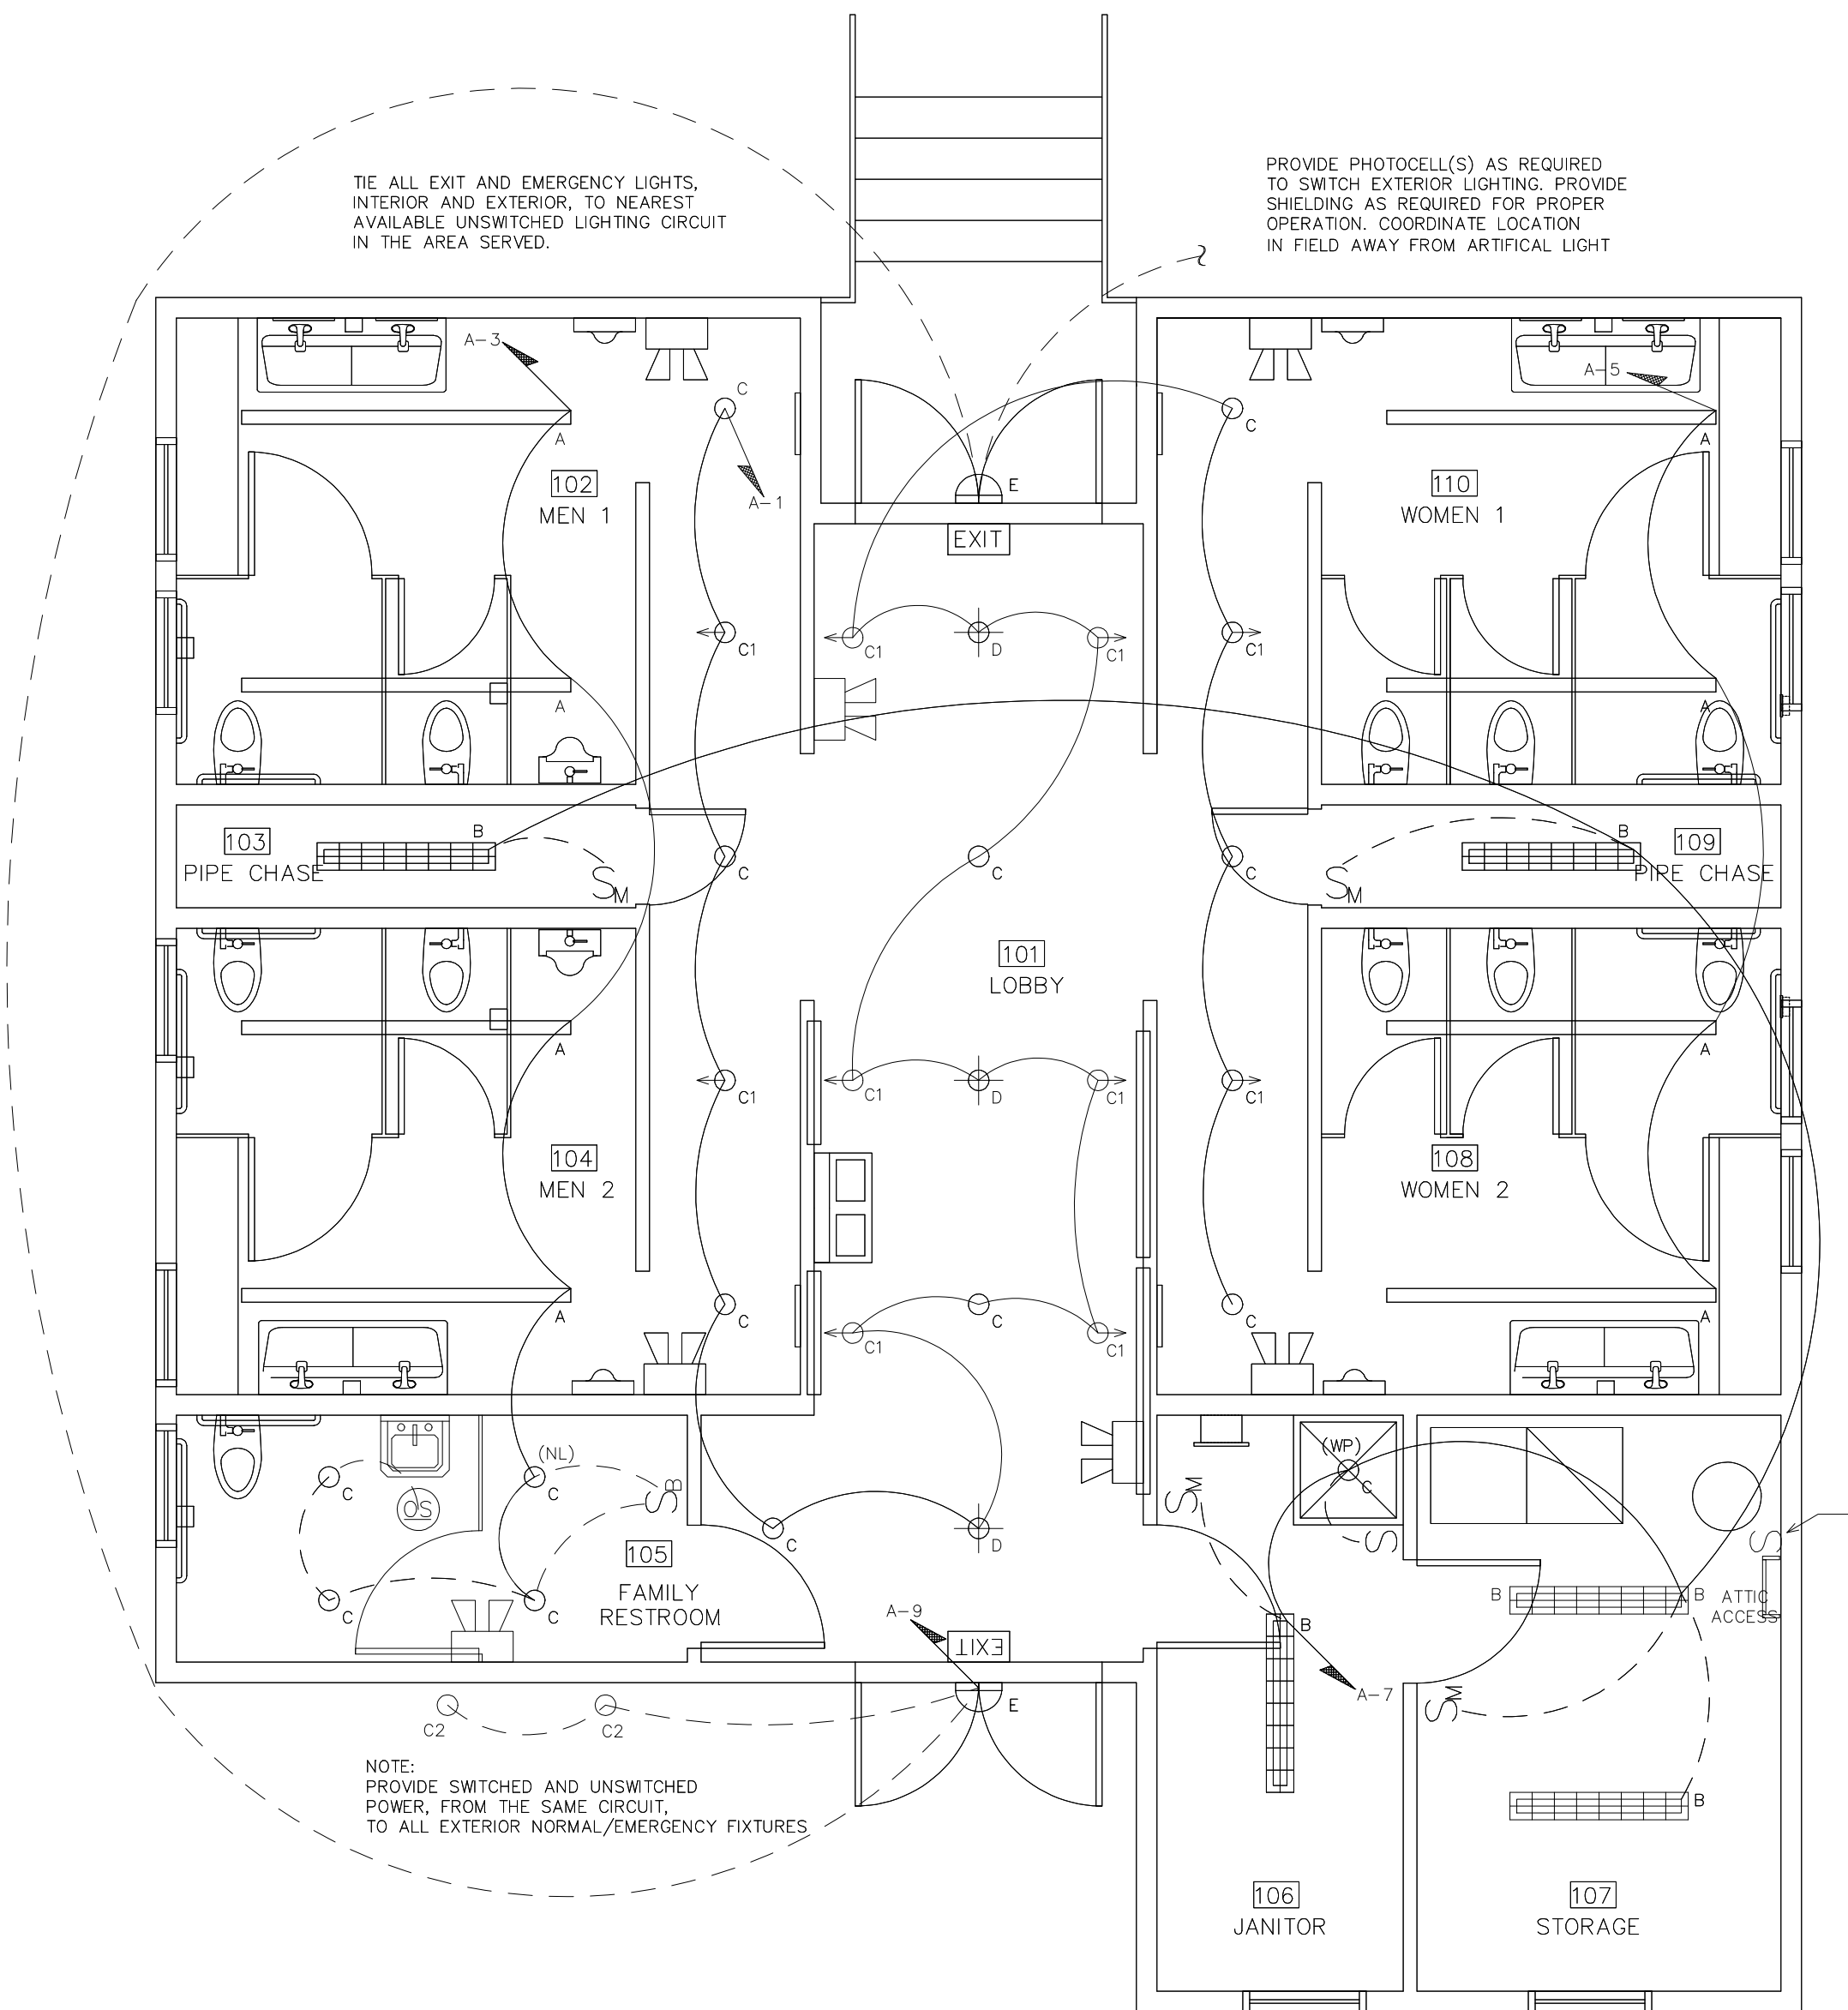 TIE ALL EXIT AND EMERGENCY LIGHTS,
INTERIOR AND EXTERIOR, TO NEAREST
AVAILABLE UNSWITCHED LIGHTING CIRCUIT
IN THE AREA SERVED.
PROVIDE PHOTOCELL(S) AS REQUIRED
TO SWITCH EXTERIOR LIGHTING. PROVIDE
SHIELDING AS REQUIRED FOR PROPER
OPERATION. COORDINATE LOCATION
IN FIELD AWAY FROM ARTIFICAL LIGHT
A-3
A-5
C
C
A
A
102
MEN 1
A-1
E
EXIT
110
WOMEN 1
C1
C1
D
C1
C1
A
A
103
PIPE CHASE
B
SM
C
C
C
SM
B
109
PIPE CHASE
101
LOBBY
A
A
C1
C1
D
C1
C1
104
MEN 2
108
WOMEN 2
A
C
C1
C
C1
C
A
(NL)
C
C
OS
SB
(WP)
C
SM
S
S
105
FAMILY
RESTROOM
C
C
C
D
A-9
EXIT
B
B
B
ATTIC
ACCESS
A-7
SM
E
C2
C2
NOTE:
PROVIDE SWITCHED AND UNSWITCHED
POWER, FROM THE SAME CIRCUIT,
TO ALL EXTERIOR NORMAL/EMERGENCY FIXTURES
B
106
JANITOR
107
STORAGE